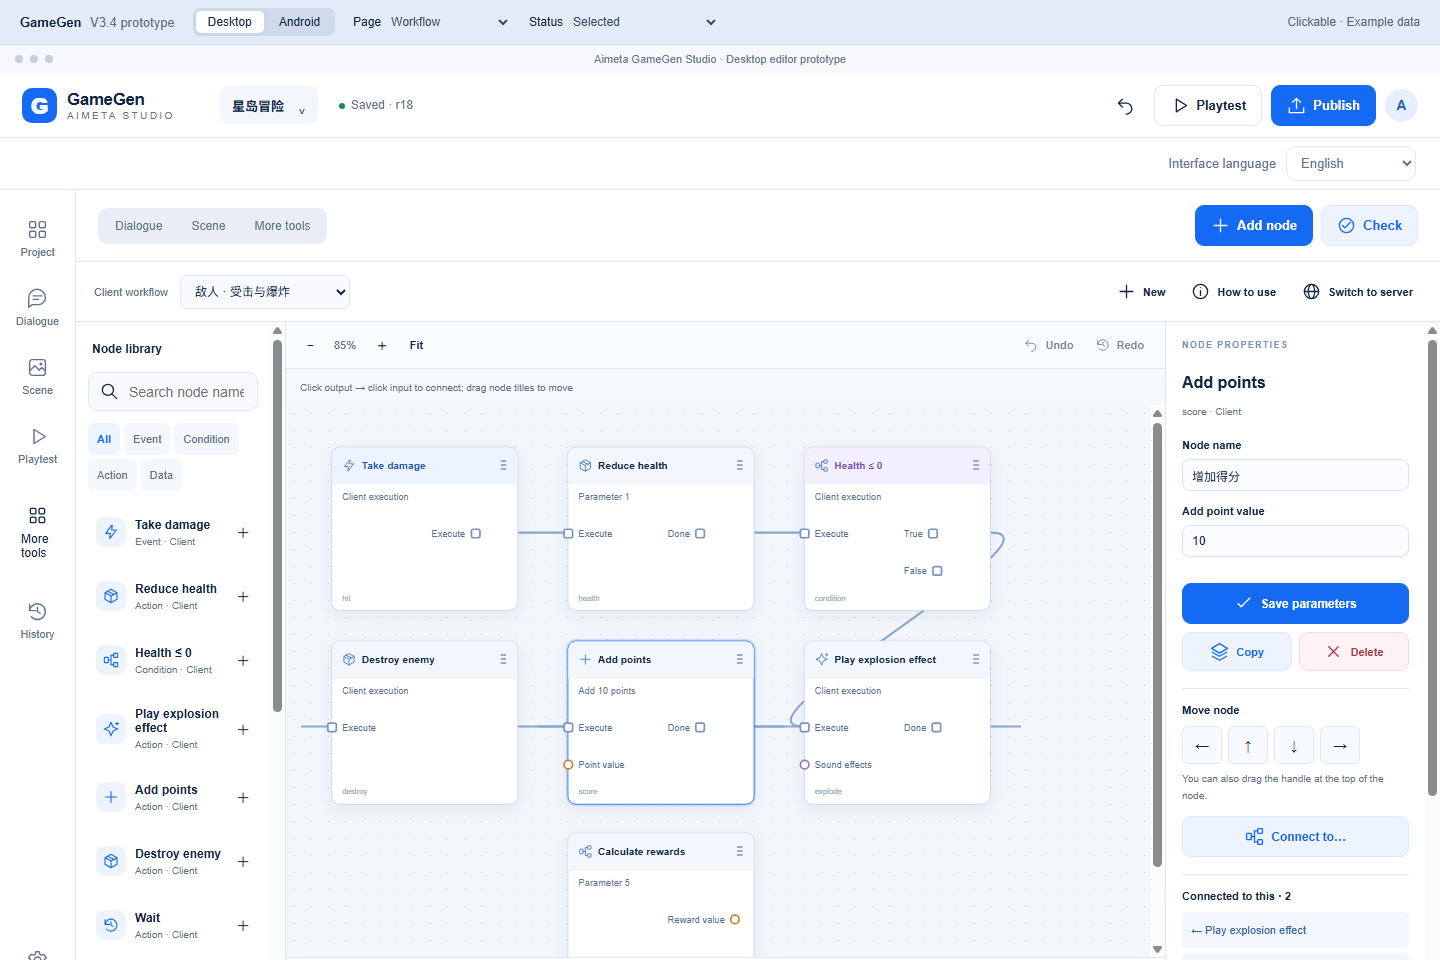 GameGen V3.4 prototype Desktop Android Page Workflow Status Selected Clickable · Example data
Aimeta GameGen Studio · Desktop editor prototype
G GameGen
AIMETA STUDIO
星岛冒险
Saved · r18
Playtest
Publish
A
Interface language English
Project
Dialogue
Scene
Playtest
More
tools
History
Dialogue Scene More tools
Add node
Check
Client workflow 敌人 · 受击与爆炸
New How to use Switch to server
Node library
Search node name
All Event Condition
Action Data
Take damage
Event · Client
Reduce health
Action · Client
Health ≤ 0
Condition · Client
Play explosion
effect
Action · Client
Add points
Action · Client
Destroy enemy
Action · Client
Wait
Action · Client
− 85% + Fit
Undo Redo
Click output → click input to connect; drag node titles to move
Take damage
Client execution
Execute
hit
Reduce health
Parameter 1
Execute Done
health
Health ≤ 0
Client execution
Execute True
False
condition
Destroy enemy
Client execution
Execute
destroy
Add points
Add 10 points
Execute Done
Point value
score
Play explosion effect
Client execution
Execute Done
Sound effects
explode
Calculate rewards
Parameter 5
Reward value
NODE PROPERTIES
Add points
score · Client
Node name
增加得分
Add point value
10
Save parameters
Copy Delete
Move node
← ↑ ↓ →
You can also drag the handle at the top of the
node.
Connect to...
Connected to this · 2
← Play explosion effect